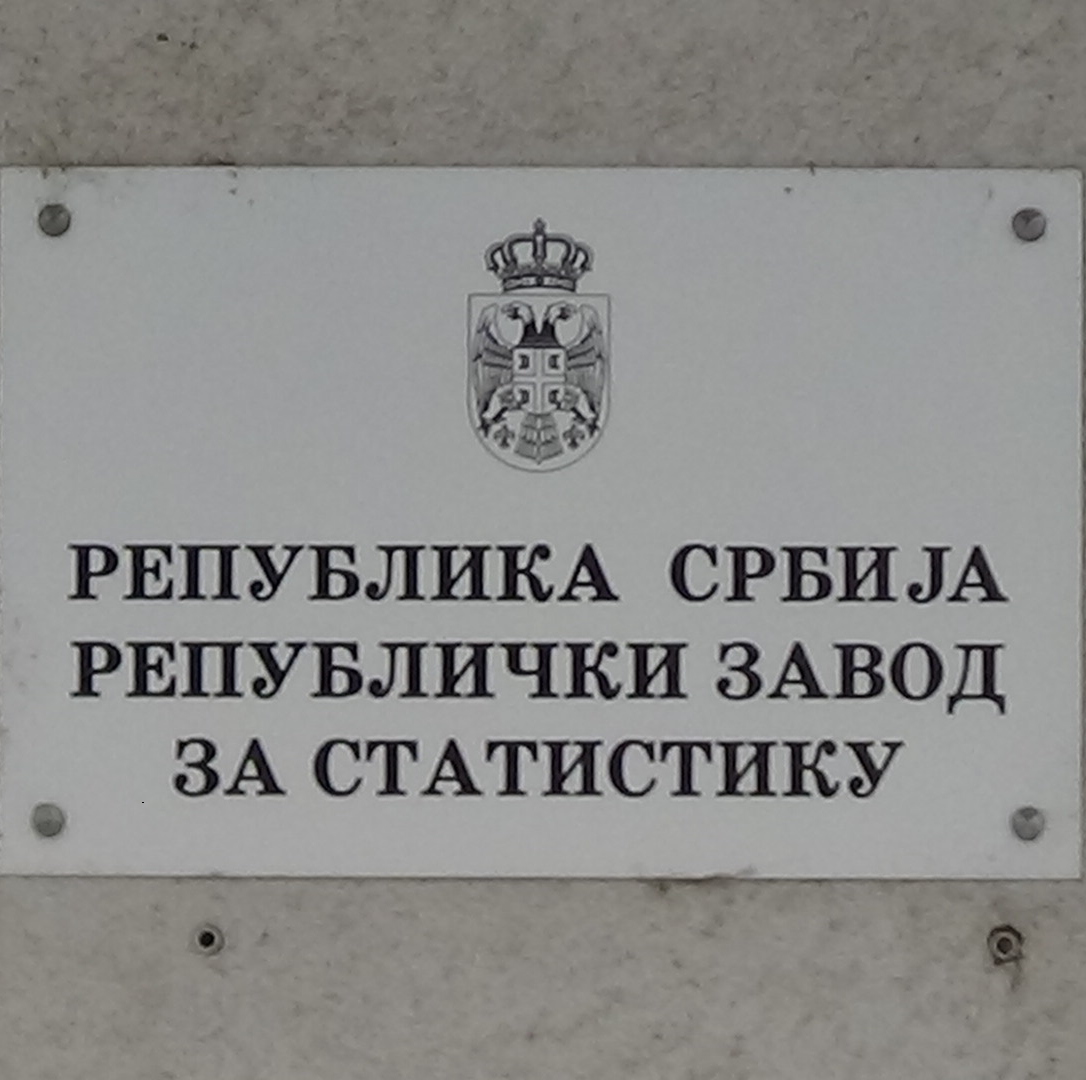 РЕПУБЛИКА СРБИЈА
РЕПУБЛИЧКИ ЗАВОД
ЗА СТАТИСТИКУ